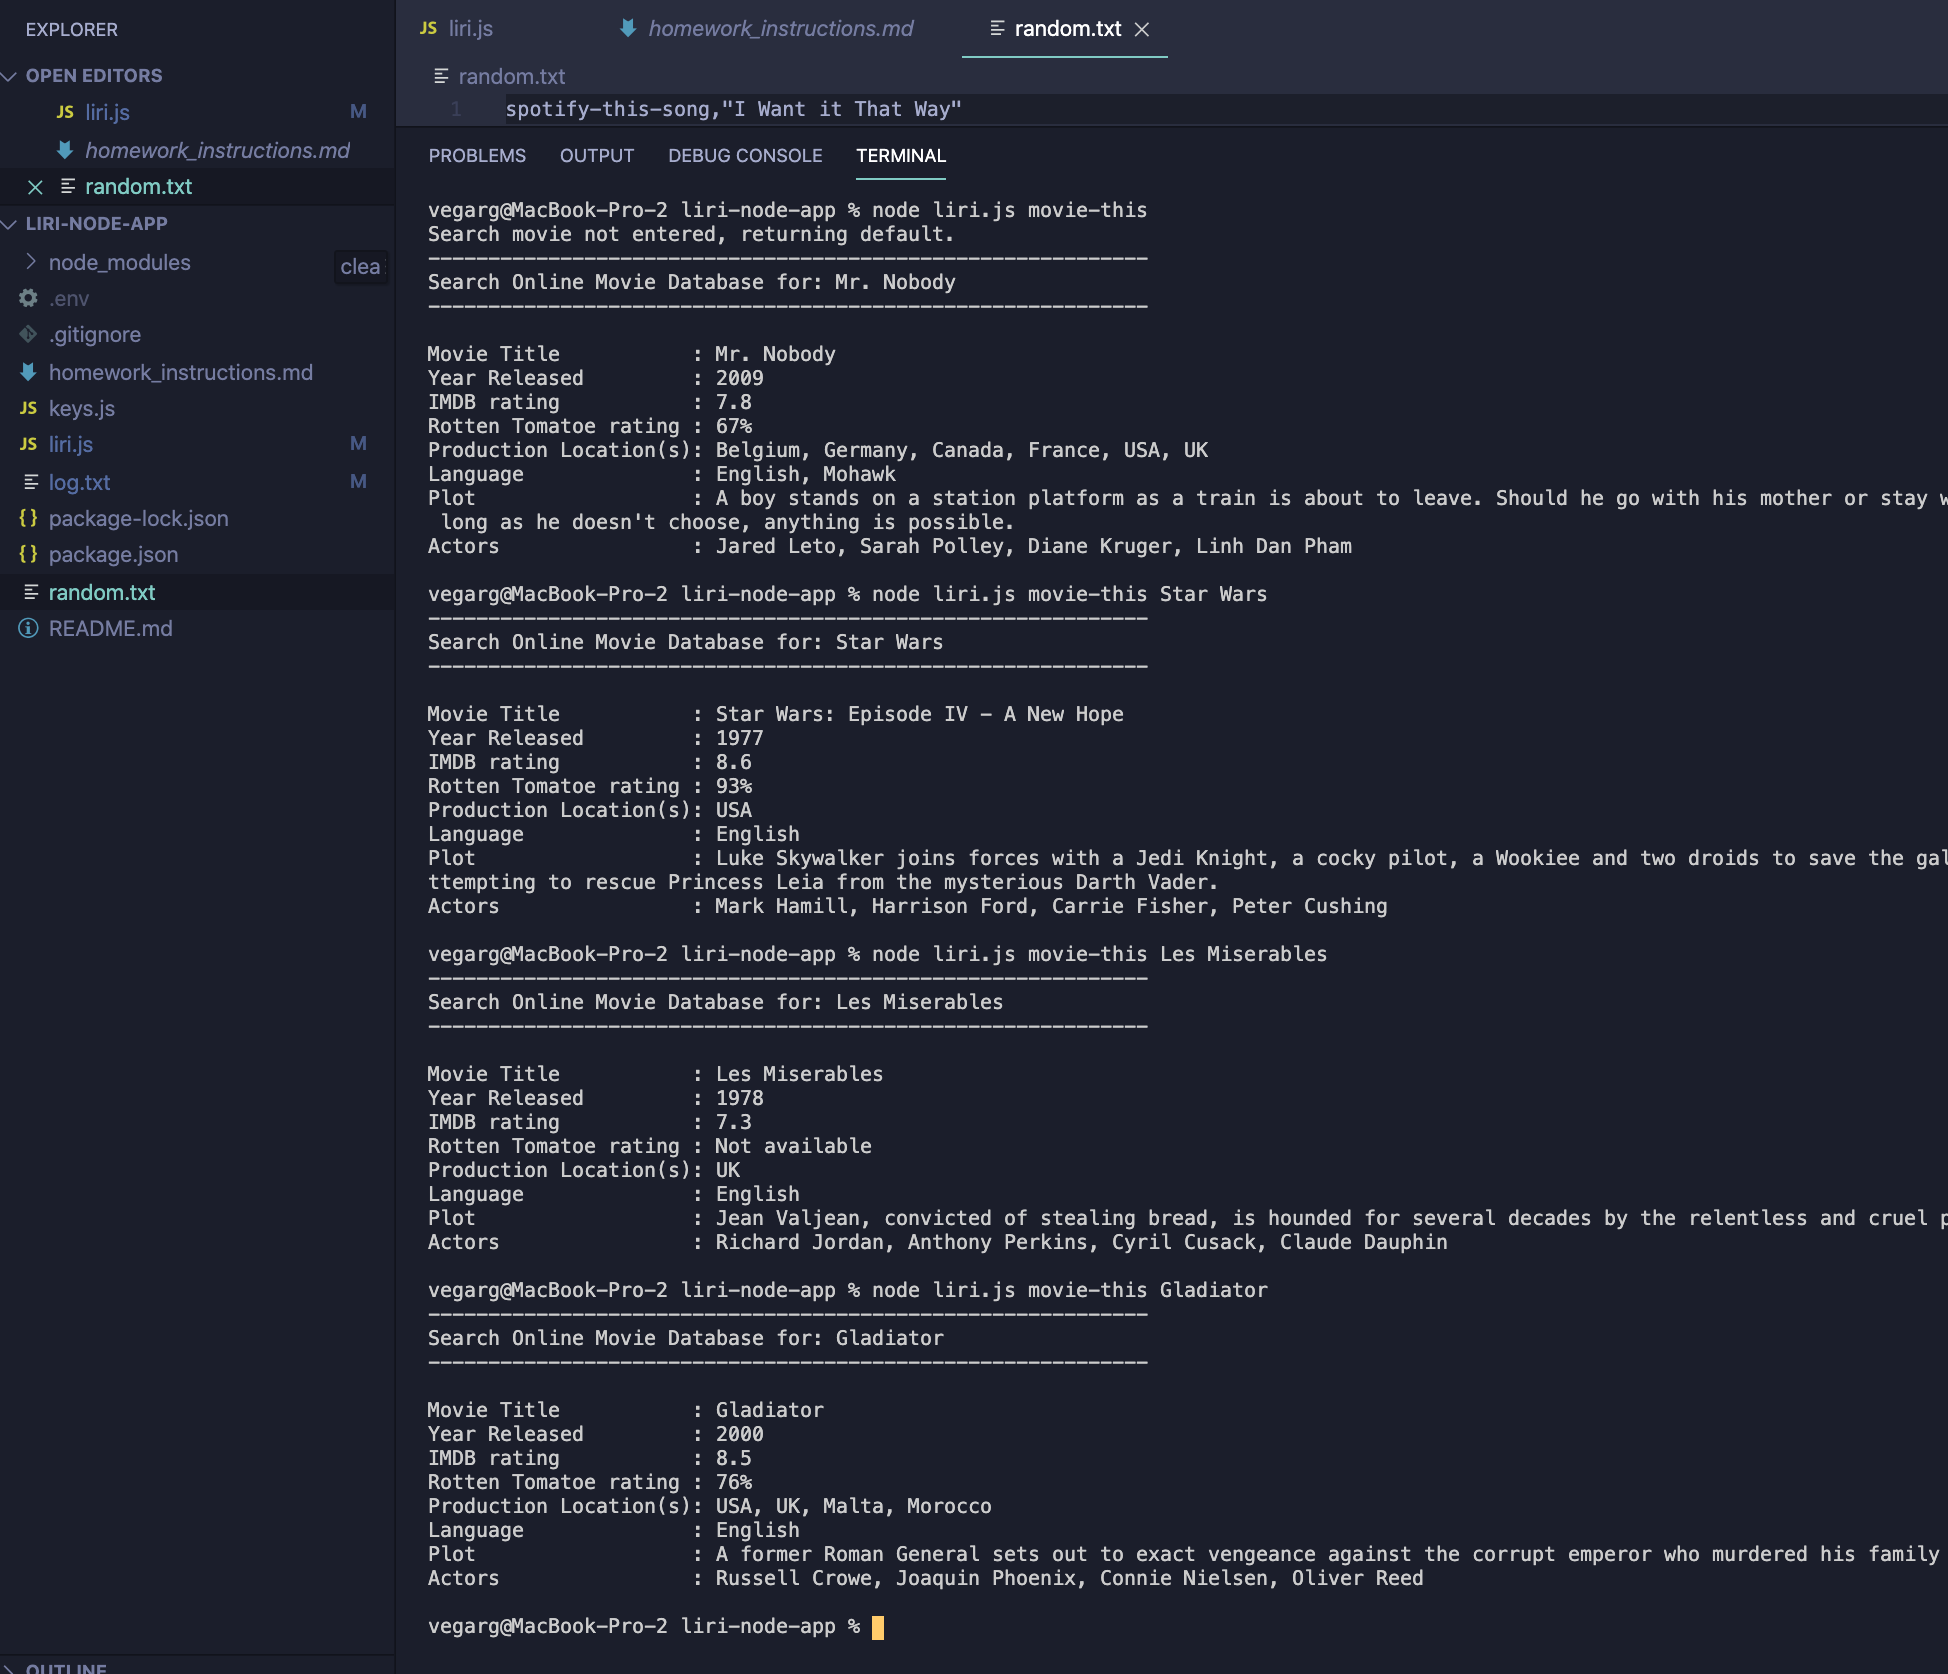 EXPLORER
OPEN EDITORS
JS liri.js M
homework_instructions.md
random.txt
LIRI-NODE-APP
node_modules
clea
.env
.gitignore
homework_instructions.md
JS keys.js
JS liri.js M
log.txt M
{} package-lock.json
{} package.json
random.txt
README.md
OUTLINE
JS liri.js homework_instructions.md random.txt
random.txt
1 spotify-this-song,"I Want it That Way"
PROBLEMS OUTPUT DEBUG CONSOLE TERMINAL
vegarg@MacBook-Pro-2 liri-node-app % node liri.js movie-this
Search movie not entered, returning default.
------------------------------------------------------------
Search Online Movie Database for: Mr. Nobody
------------------------------------------------------------
Movie Title           : Mr. Nobody
Year Released         : 2009
IMDB rating           : 7.8
Rotten Tomatoe rating : 67%
Production Location(s): Belgium, Germany, Canada, France, USA, UK
Language              : English, Mohawk
Plot                  : A boy stands on a station platform as a train is about to leave. Should he go with his mother or stay
 long as he doesn't choose, anything is possible.
Actors                : Jared Leto, Sarah Polley, Diane Kruger, Linh Dan Pham
vegarg@MacBook-Pro-2 liri-node-app % node liri.js movie-this Star Wars
------------------------------------------------------------
Search Online Movie Database for: Star Wars
------------------------------------------------------------
Movie Title           : Star Wars: Episode IV - A New Hope
Year Released         : 1977
IMDB rating           : 8.6
Rotten Tomatoe rating : 93%
Production Location(s): USA
Language              : English
Plot                  : Luke Skywalker joins forces with a Jedi Knight, a cocky pilot, a Wookiee and two droids to save the gal
ttempting to rescue Princess Leia from the mysterious Darth Vader.
Actors                : Mark Hamill, Harrison Ford, Carrie Fisher, Peter Cushing
vegarg@MacBook-Pro-2 liri-node-app % node liri.js movie-this Les Miserables
------------------------------------------------------------
Search Online Movie Database for: Les Miserables
------------------------------------------------------------
Movie Title           : Les Miserables
Year Released         : 1978
IMDB rating           : 7.3
Rotten Tomatoe rating : Not available
Production Location(s): UK
Language              : English
Plot                  : Jean Valjean, convicted of stealing bread, is hounded for several decades by the relentless and cruel p
Actors                : Richard Jordan, Anthony Perkins, Cyril Cusack, Claude Dauphin
vegarg@MacBook-Pro-2 liri-node-app % node liri.js movie-this Gladiator
------------------------------------------------------------
Search Online Movie Database for: Gladiator
------------------------------------------------------------
Movie Title           : Gladiator
Year Released         : 2000
IMDB rating           : 8.5
Rotten Tomatoe rating : 76%
Production Location(s): USA, UK, Malta, Morocco
Language              : English
Plot                  : A former Roman General sets out to exact vengeance against the corrupt emperor who murdered his family
Actors                : Russell Crowe, Joaquin Phoenix, Connie Nielsen, Oliver Reed
vegarg@MacBook-Pro-2 liri-node-app %